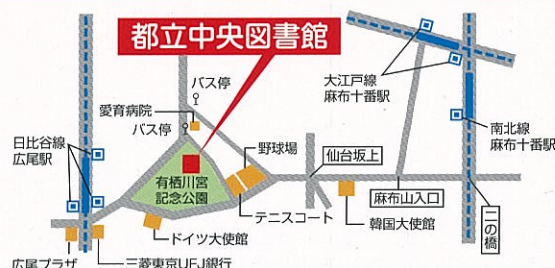 都立中央図書館
バス停
愛育病院
バス停
日比谷線
広尾駅
有栖川宮
記念公園
野球場
テニスコート
仙台坂上
大江戸線
麻布十番駅
南北線
麻布十番駅
麻布山入口
二の橋
韓国大使館
ドイツ大使館
広尾プラザ
三菱東京UFJ銀行